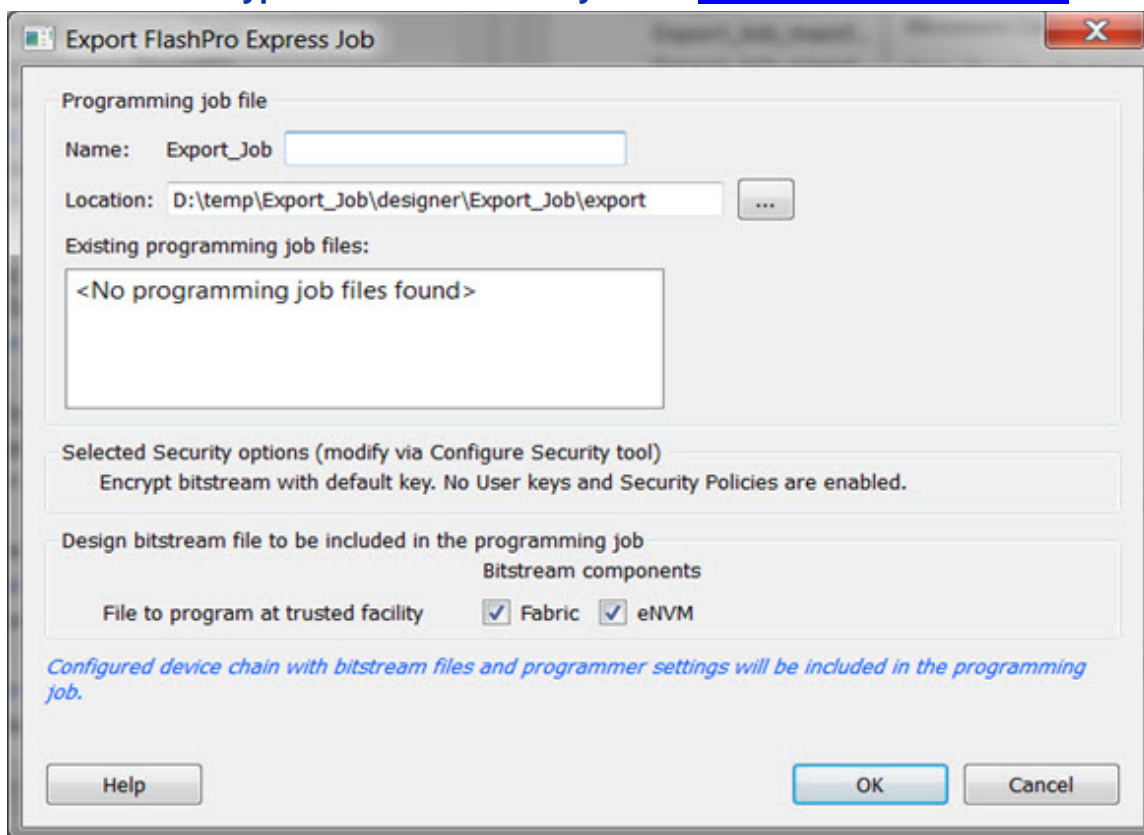 Export FlashPro Express Job
Programming job file
Name: Export_Job
Location: D:\temp\Export_Job\designer\Export_Job\export ...
Existing programming job files:
<No programming job files found>
Selected Security options (modify via Configure Security tool)
Encrypt bitstream with default key. No User keys and Security Policies are enabled.
Design bitstream file to be included in the programming job
Bitstream components
File to program at trusted facility Fabric eNVM
Configured device chain with bitstream files and programmer settings will be included in the programming
job.
Help OK Cancel